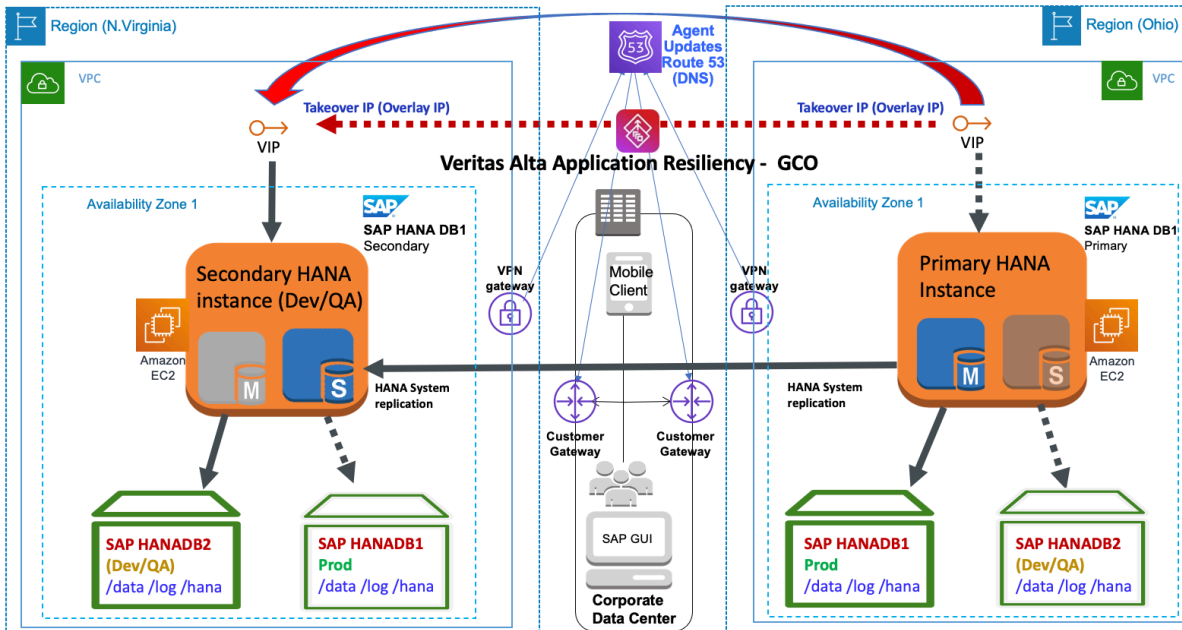 Region (N.Virginia)
VPC
Agent
Updates
Route 53
(DNS)
53
Region (Ohio)
VPC
Takeover IP (Overlay IP)
Takeover IP (Overlay IP)
VIP
VIP
Veritas Alta Application Resiliency - GCO
Availability Zone 1
SAP
SAP HANA DB1
Secondary
Secondary HANA
instance (Dev/QA)
Amazon
EC2
M
S
HANA System
replication
VPN
gateway
Mobile
Client
VPN
gateway
Customer
Gateway
Customer
Gateway
SAP GUI
Corporate
Data Center
Availability Zone 1
SAP
SAP HANA DB1
Primary
Primary HANA
Instance
Amazon
EC2
M
S
HANA System
replication
SAP HANADB2
(Dev/QA)
/data /log /hana
SAP HANADB1
Prod
/data /log /hana
SAP HANADB1
Prod
/data /log /hana
SAP HANADB2
(Dev/QA)
/data /log /hana